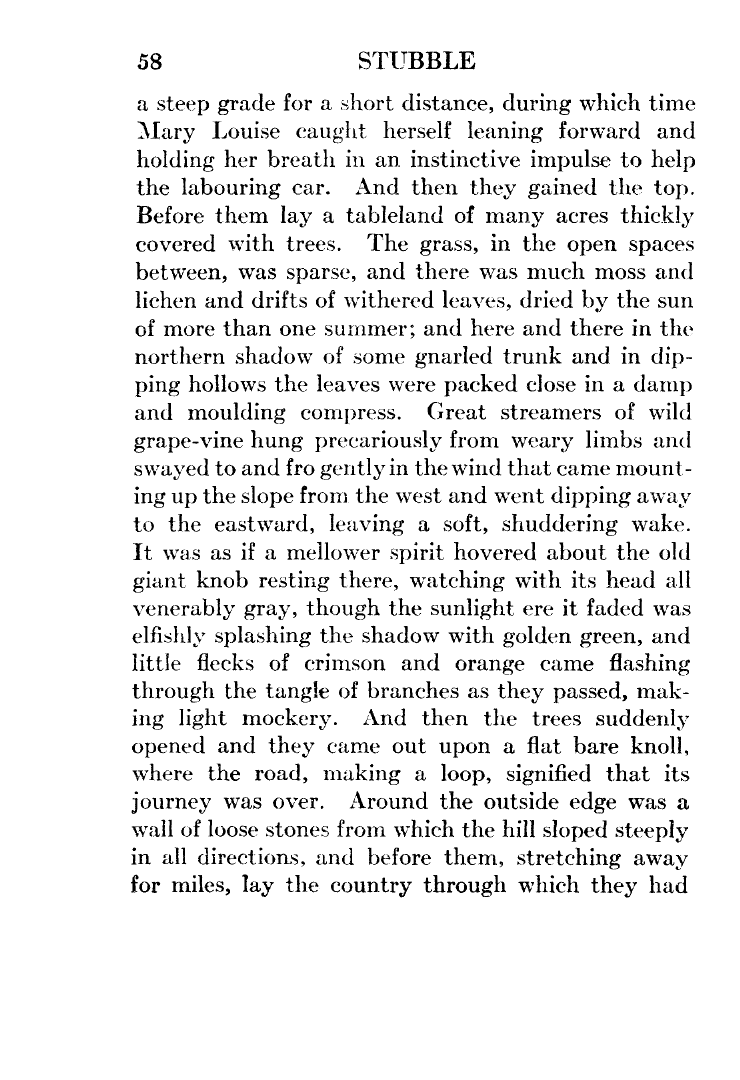 58 STUBBLE
a steep grade for a short distance, during which time
Mary Louise caught herself leaning forward and
holding her breath in an instinctive impulse to help
the labouring car. And then they gained the top.
Before them lay a tableland of many acres thickly
covered with trees. The grass, in the open spaces
between, was sparse, and there was much moss and
lichen and drifts of withered leaves, dried by the sun
of more than one summer; and here and there in the
northern shadow of some gnarled trunk and in dip-
ping hollows the leaves were packed close in a damp
and moulding compress. Great streamers of wild
grape-vine hung precariously from weary limbs and
swayed to and fro gently in the wind that came mount-
ing up the slope from the west and went dipping away
to the eastward, leaving a soft, shuddering wake.
It was as if a mellower spirit hovered about the old
giant knob resting there, watching with its head all
venerably gray, though the sunlight ere it faded was
elfishly splashing the shadow with golden green, and
little flecks of crimson and orange came flashing
through the tangle of branches as they passed, mak-
ing light mockery. And then the trees suddenly
opened and they came out upon a flat bare knoll,
where the road, making a loop, signified that its
journey was over. Around the outside edge was a
wall of loose stones from which the hill sloped steeply
in all directions, and before them, stretching away
for miles, lay the country through which they had